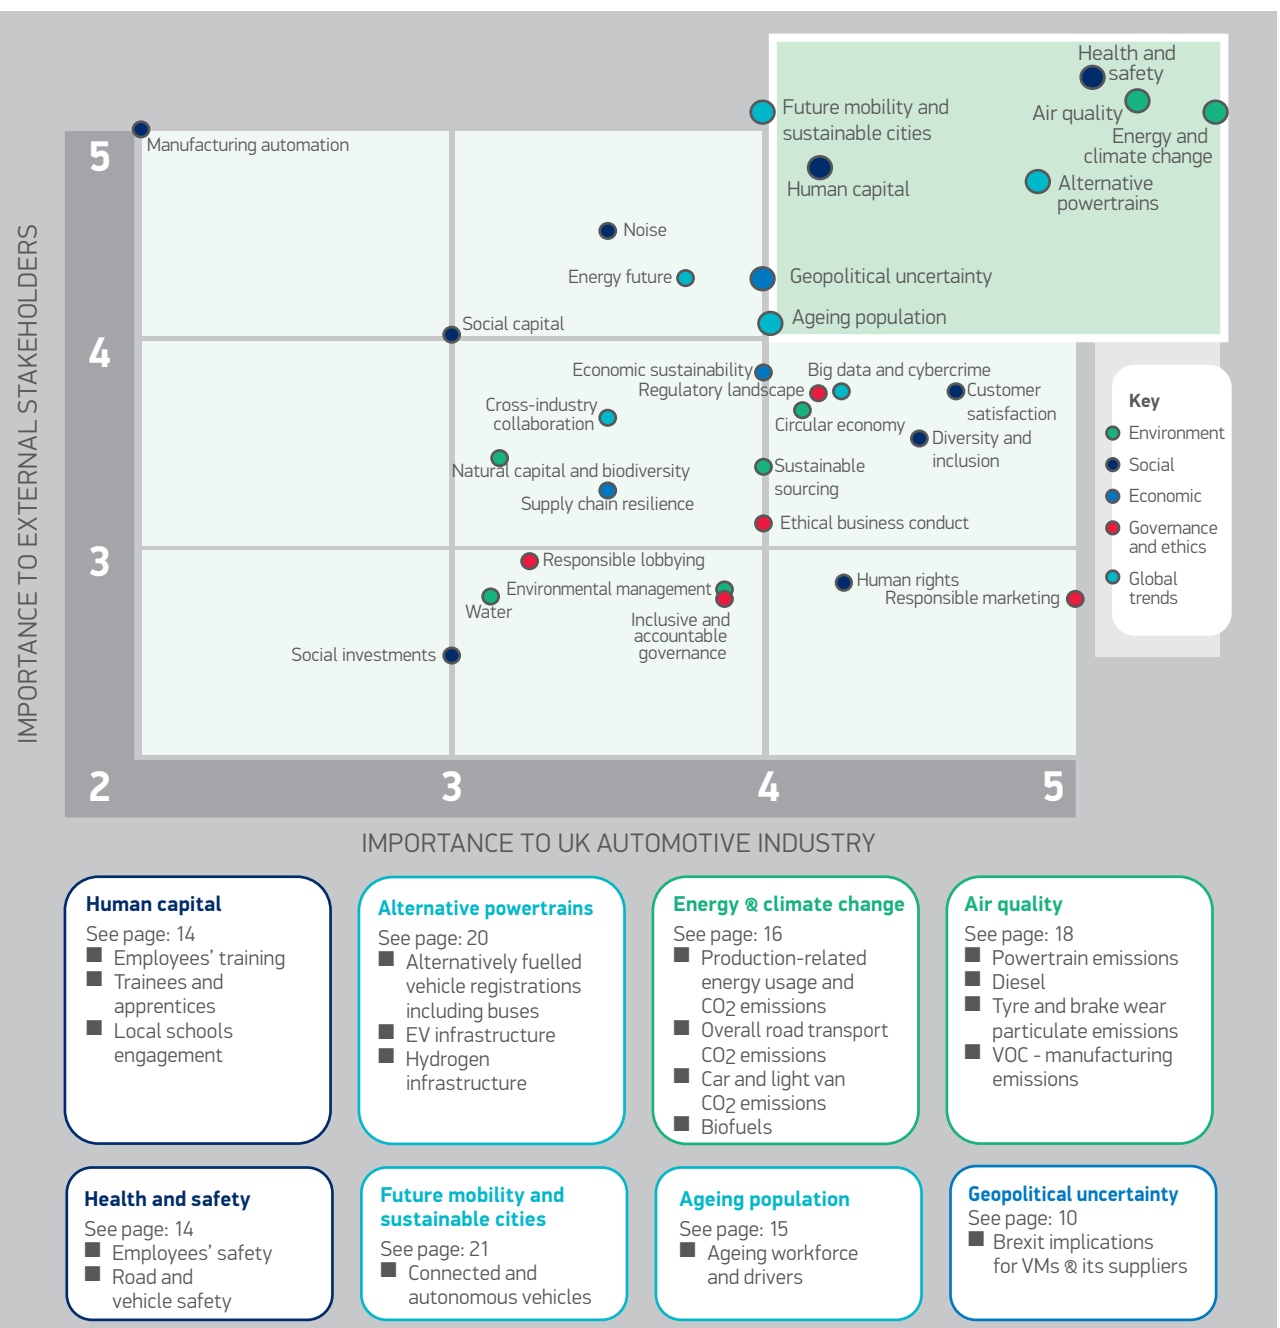 Health and
safety
Future mobility and
sustainable cities
Air quality
Energy and
climate change
Manufacturing automation
5
Human capital
Alternative
powertrains
Noise
Energy future
Geopolitical uncertainty
Ageing population
Social capital
4
Economic sustainability
Big data and cybercrime
Regulatory landscape
Customer
satisfaction
Cross-industry
collaboration
Circular economy
Diversity and
inclusion
Natural capital and biodiversity
Sustainable
sourcing
Supply chain resilience
Ethical business conduct
3
Responsible lobbying
Environmental management
Human rights
Responsible marketing
Water
Inclusive and
accountable
governance
Social investments
2
3
4
5
IMPORTANCE TO EXTERNAL STAKEHOLDERS
IMPORTANCE TO UK AUTOMOTIVE INDUSTRY
Key
Environment
Social
Economic
Governance
and ethics
Global
trends
Human capital
See page: 14
Employees’ training
Trainees and
apprentices
Local schools
engagement
Alternative powertrains
See page: 20
Alternatively fuelled
vehicle registrations
including buses
EV infrastructure
Hydrogen
infrastructure
Energy & climate change
See page: 16
Production-related
energy usage and
CO2 emissions
Overall road transport
CO2 emissions
Car and light van
CO2 emissions
Biofuels
Air quality
See page: 18
Powertrain emissions
Diesel
Tyre and brake wear
particulate emissions
VOC - manufacturing
emissions
Health and safety
See page: 14
Employees’ safety
Road and
vehicle safety
Future mobility and
sustainable cities
See page: 21
Connected and
autonomous vehicles
Ageing population
See page: 15
Ageing workforce
and drivers
Geopolitical uncertainty
See page: 10
Brexit implications
for VMs & its suppliers